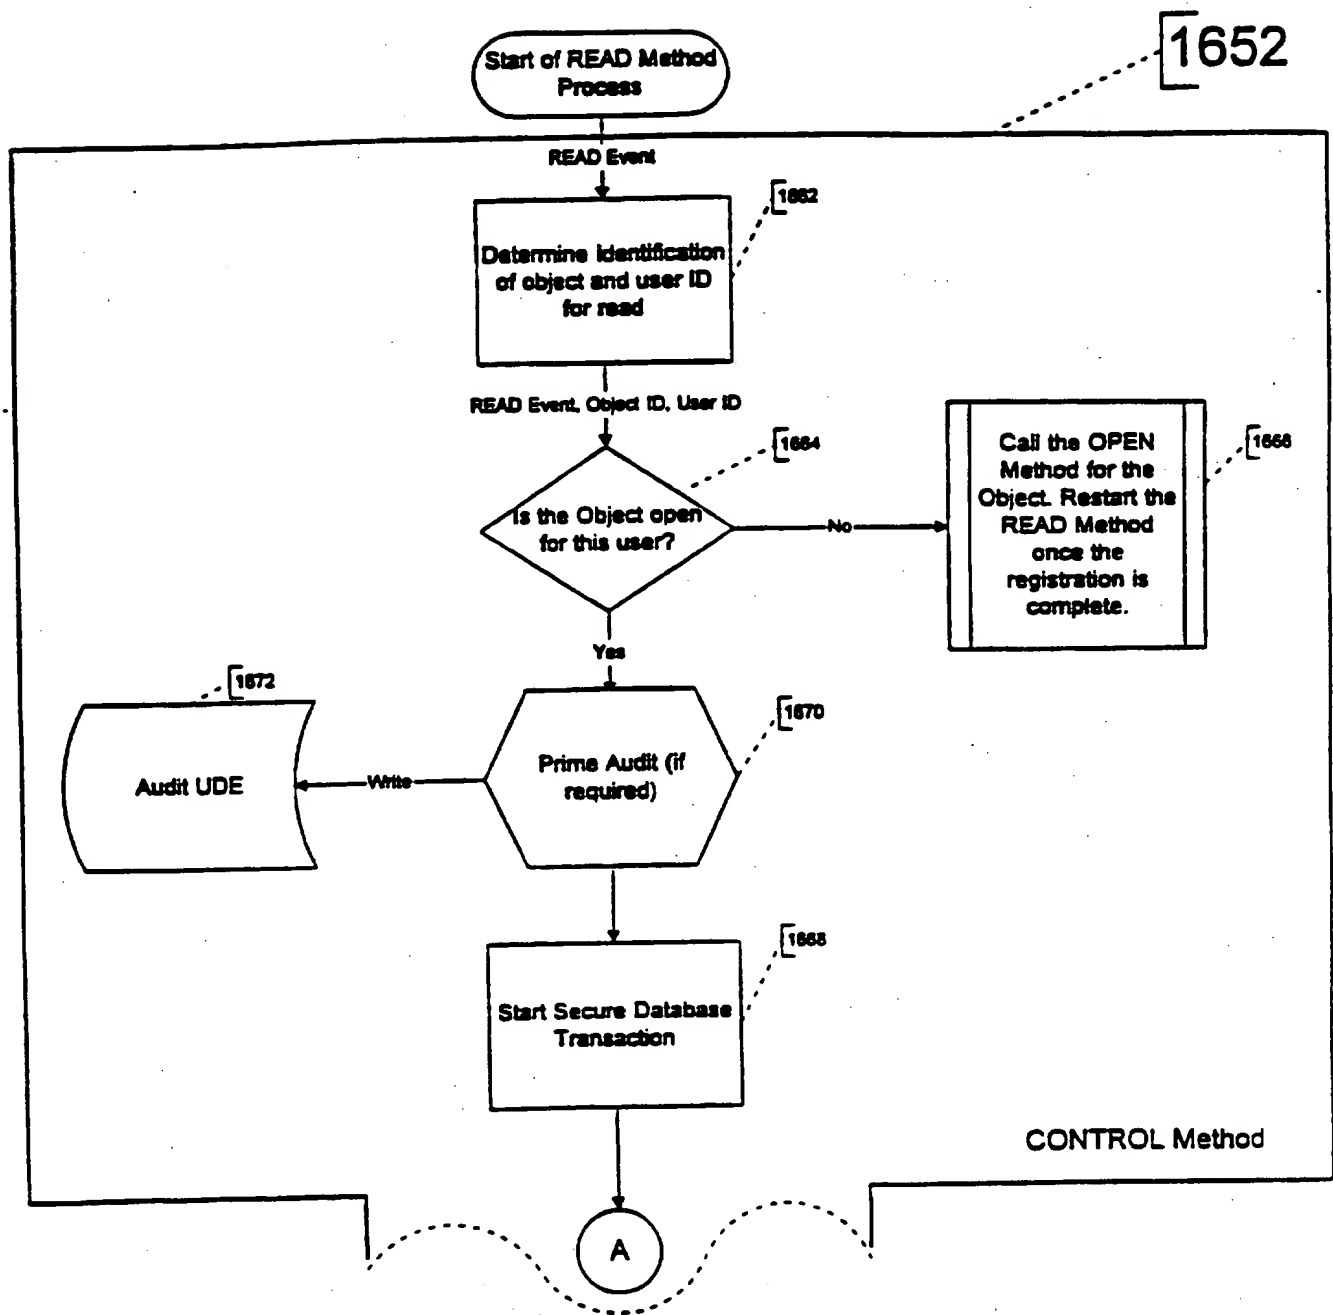 1652
Start of READ Method
Process
READ Event
1662
Determine identification
of object and user ID
for read
READ Event, Object ID, User ID
1664
Is the Object open
for this user?
No
Call the OPEN
Method for the
Object. Restart the
READ Method
once the
registration is
complete.
1666
Yes
1672
Audit UDE
Write
Prime Audit (if
required)
1670
1668
Start Secure Database
Transaction
CONTROL Method
A